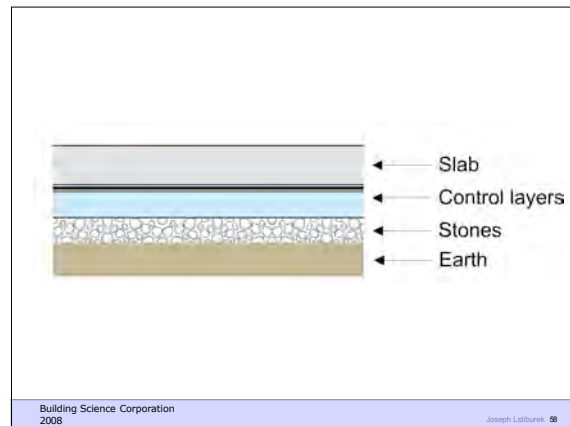 Slab
Control layers
Stones
Earth
Building Science Corporation
2008
Joseph Lstiburek 58